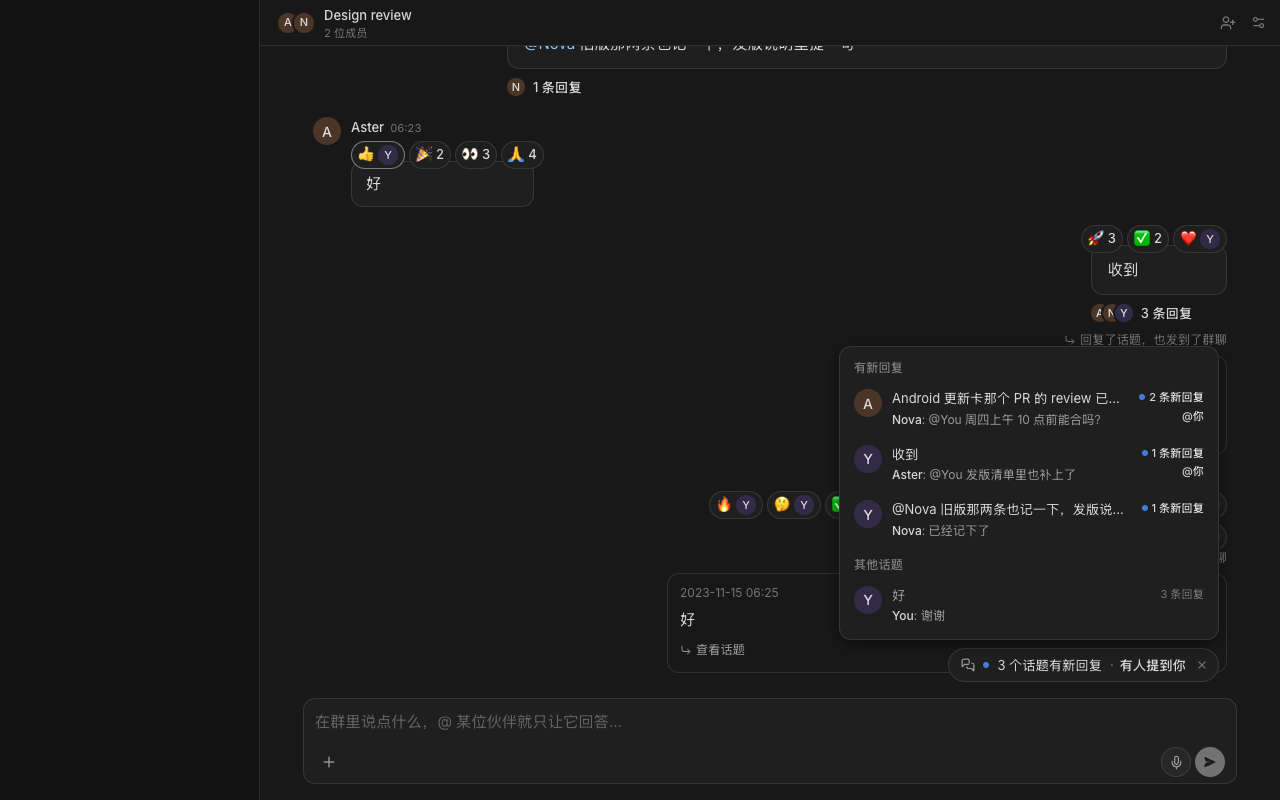 A N Design review
2 位成员
N 1 条回复
A Aster 06:23
👍 Y 🎉 2 👀 3 🙏 4
好
🚀 3 ✅ 2 ❤️ Y
收到
A N Y 3 条回复
回复了话题，也发到了群聊
有新回复
A Android 更新卡那个 PR 的 review 已... 2 条新回复
Nova: @You 周四上午 10 点前能合吗? @你
Y 收到 1 条新回复
Aster: @You 发版清单里也补上了 @你
Y @Nova 旧版那两条也记一下，发版说... 1 条新回复
Nova: 已经记下了
其他话题
Y 好 3 条回复
You: 谢谢
🔥 Y 🤔 Y
2023-11-15 06:25
好
查看话题
3 个话题有新回复 · 有人提到你
在群里说点什么，@ 某位伙伴就只让它回答...